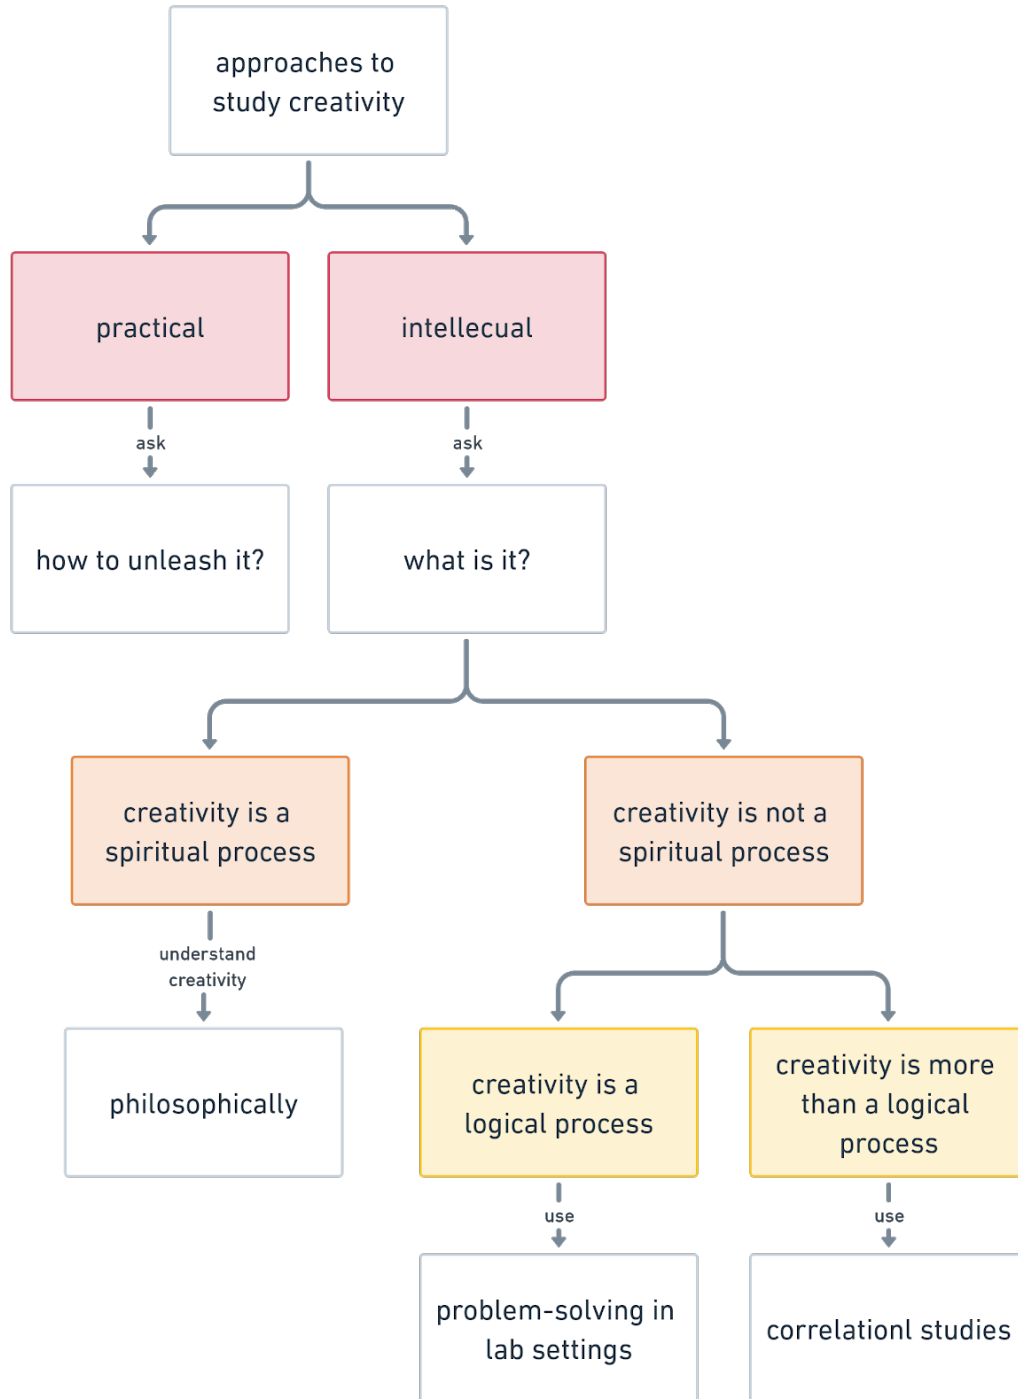 approaches to
study creativity
practical
intellecual
ask
ask
how to unleash it?
what is it?
creativity is a
spiritual process
creativity is not a
spiritual process
understand
creativity
philosophically
creativity is a
logical process
creativity is more
than a logical
process
use
use
problem-solving in
lab settings
correlationl studies